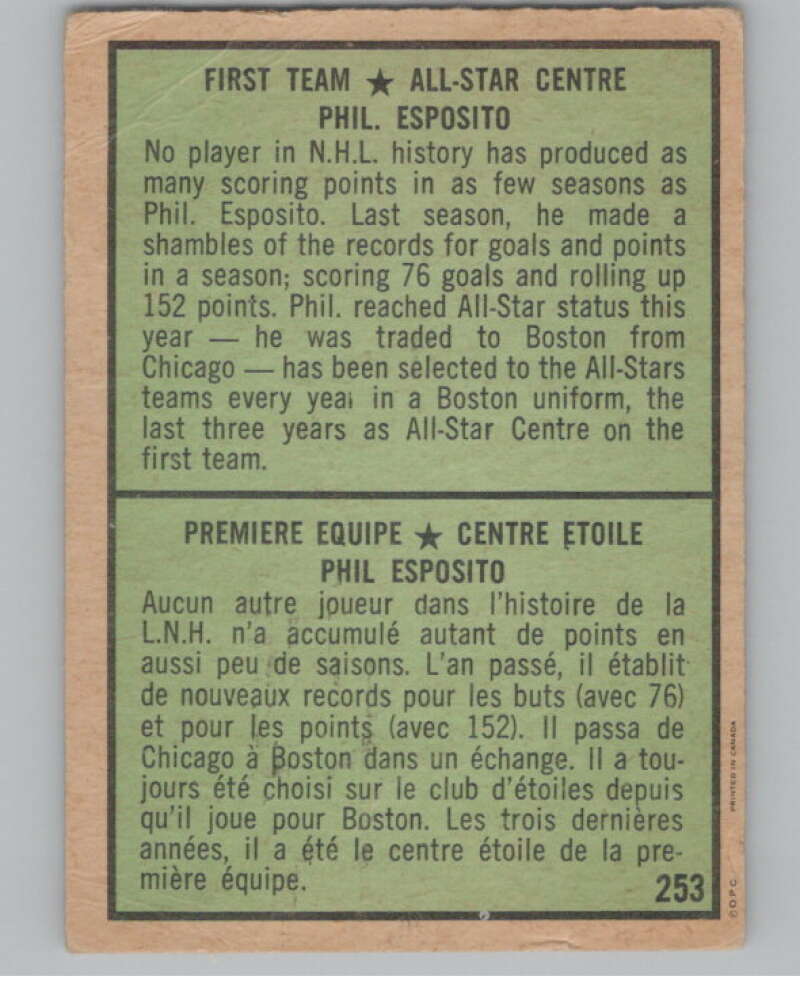 FIRST TEAM ★ ALL-STAR CENTRE
PHIL. ESPOSITO
No player in N.H.L. history has produced as
many scoring points in as few seasons as
Phil. Esposito. Last season, he made a
shambles of the records for goals and points
in a season; scoring 76 goals and rolling up
152 points. Phil. reached All-Star status this
year — he was traded to Boston from
Chicago — has been selected to the All-Stars
teams every year in a Boston uniform, the
last three years as All-Star Centre on the
first team.
PREMIERE EQUIPE ★ CENTRE ETOILE
PHIL ESPOSITO
Aucun autre joueur dans l'histoire de la
L.N.H. n'a accumulé autant de points en
aussi peu de saisons. L'an passé, il établit
de nouveaux records pour les buts (avec 76)
et pour les points (avec 152). Il passa de
Chicago à Boston dans un échange. Il a tou-
jours été choisi sur le club d'étoiles depuis
qu'il joue pour Boston. Les trois dernières
années, il a été le centre étoile de la pre-
mière équipe.
253
©O.P.C.
PRINTED IN CANADA